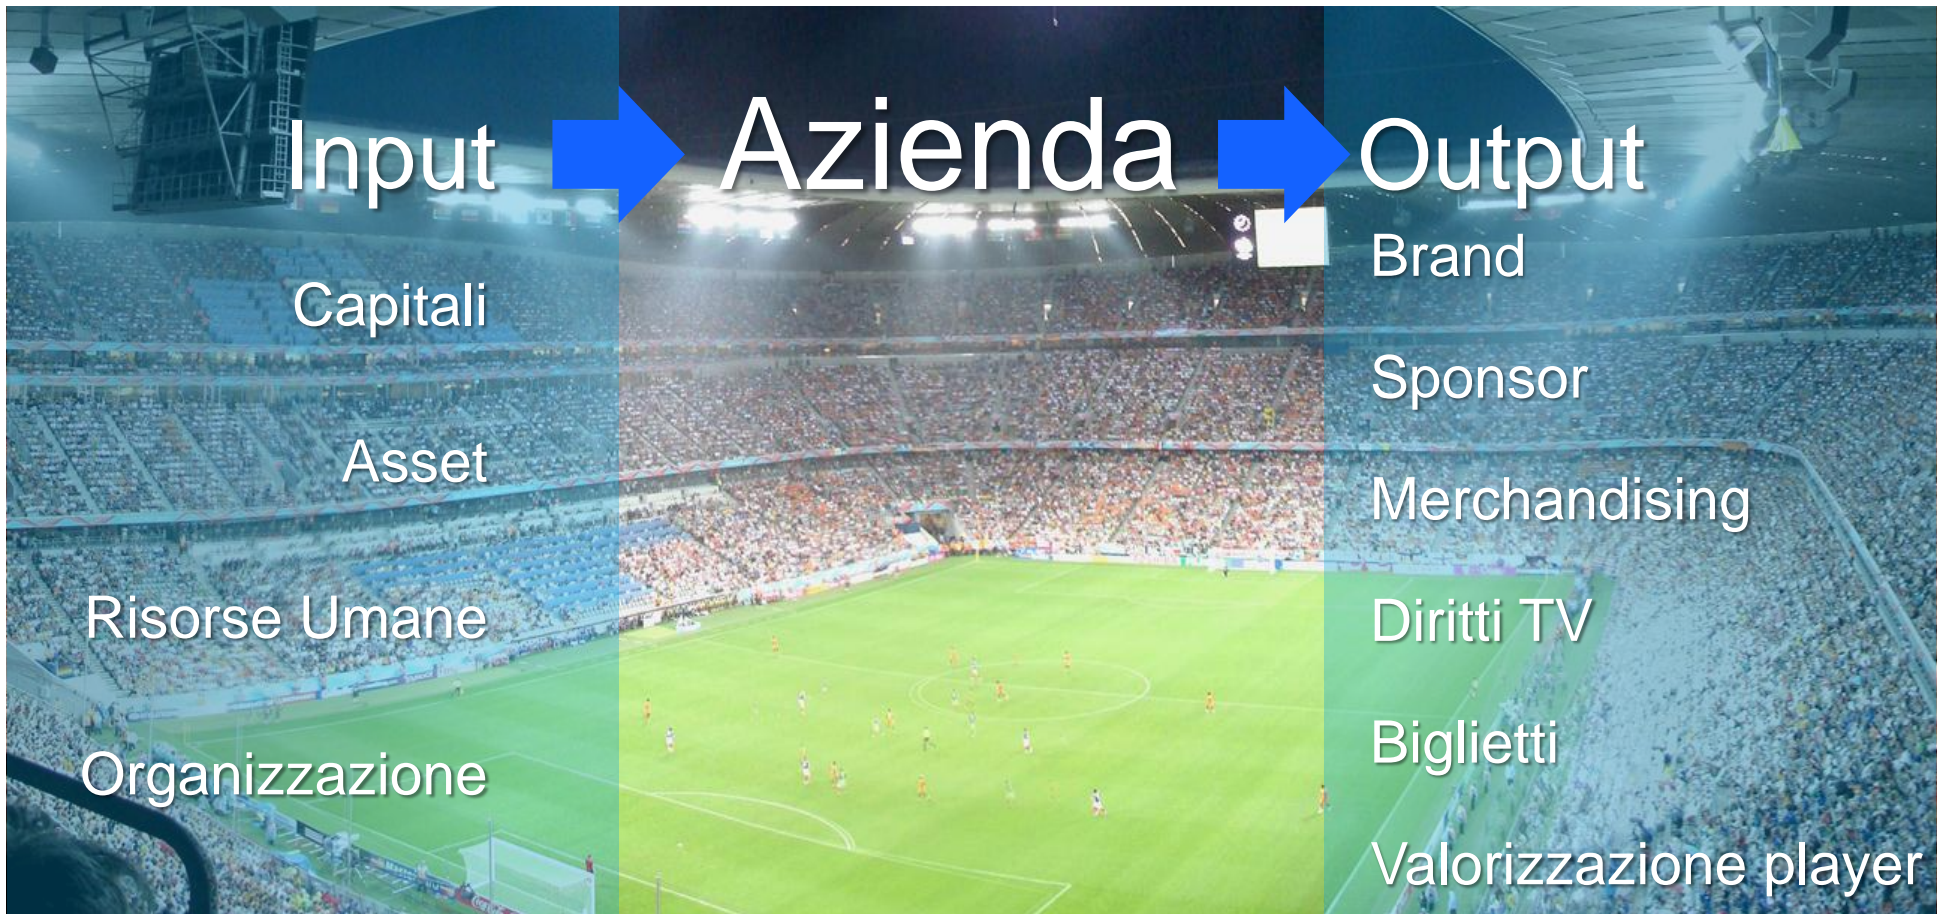 Input
Azienda
Output
Capitali
Asset
Risorse Umane
Organizzazione
Brand
Sponsor
Merchandising
Diritti TV
Biglietti
Valorizzazione player